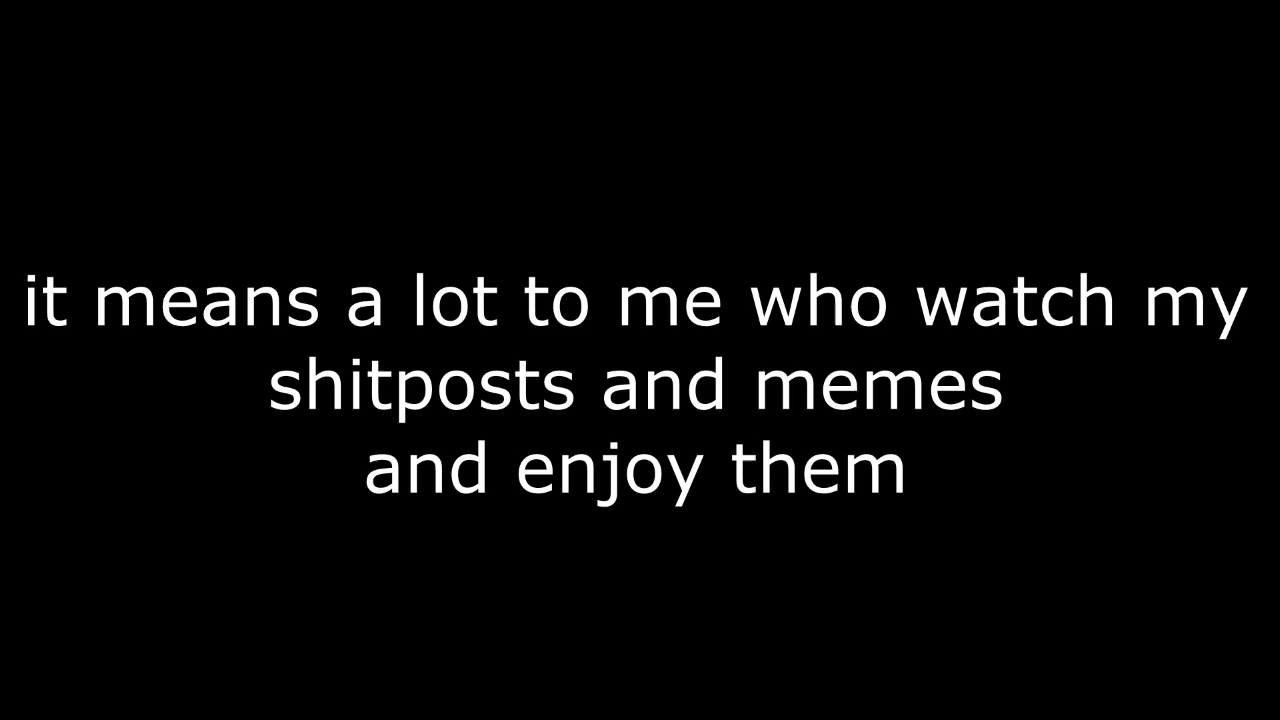 it means a lot to me who watch my
shitposts and memes
and enjoy them